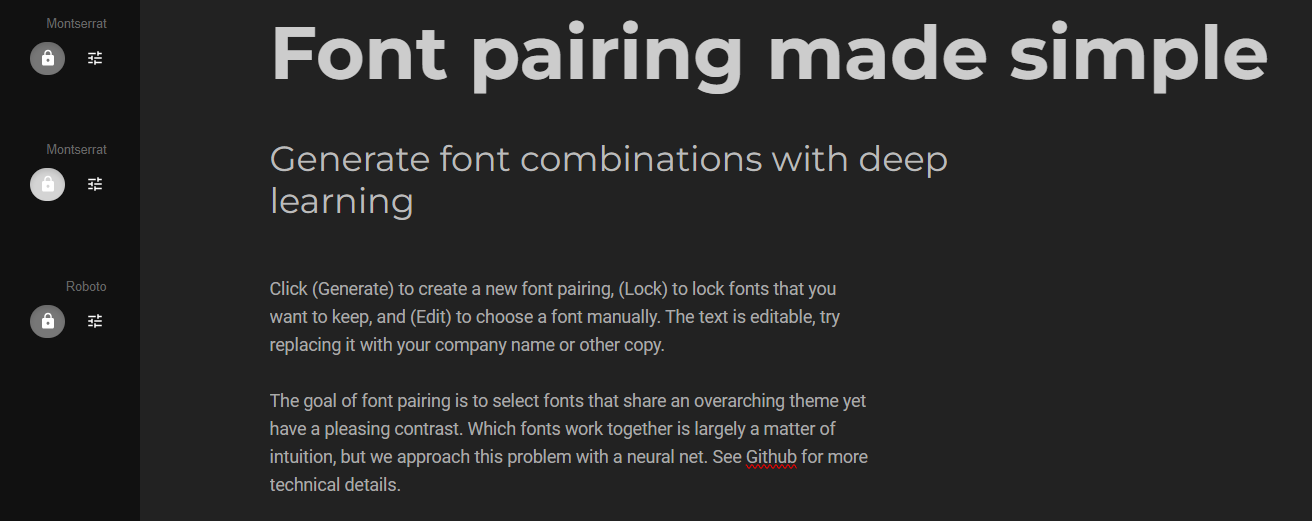 Montserrat
Font pairing made simple
Montserrat
Generate font combinations with deep
learning
Roboto
Click (Generate) to create a new font pairing, (Lock) to lock fonts that you
want to keep, and (Edit) to choose a font manually. The text is editable, try
replacing it with your company name or other copy.
The goal of font pairing is to select fonts that share an overarching theme yet
have a pleasing contrast. Which fonts work together is largely a matter of
intuition, but we approach this problem with a neural net. See Github for more
technical details.